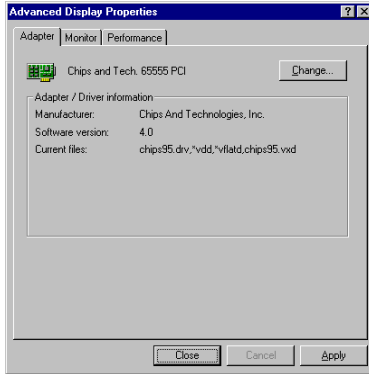 Advanced Display Properties
Adapter Monitor Performance
Chips and Tech. 65555 PCI Change...
Adapter / Driver information
Manufacturer: Chips And Technologies, Inc.
Software version: 4.0
Current files: chips95.drv,*vdd,*vflatd,chips95.vxd
Close Cancel Apply